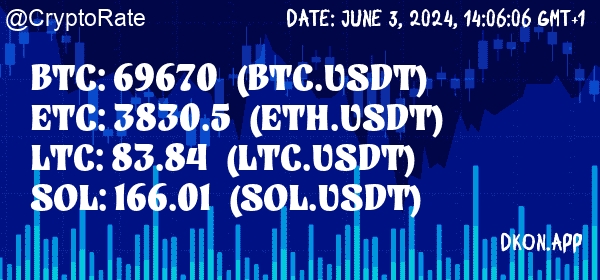 @CryptoRate
DATE: JUNE 3, 2024, 14:06:06 GMT+1
BTC: 69670 (BTC.USDT)
ETC: 3830.5 (ETH.USDT)
LTC: 83.84 (LTC.USDT)
SOL: 166.01 (SOL.USDT)
DKON.APP